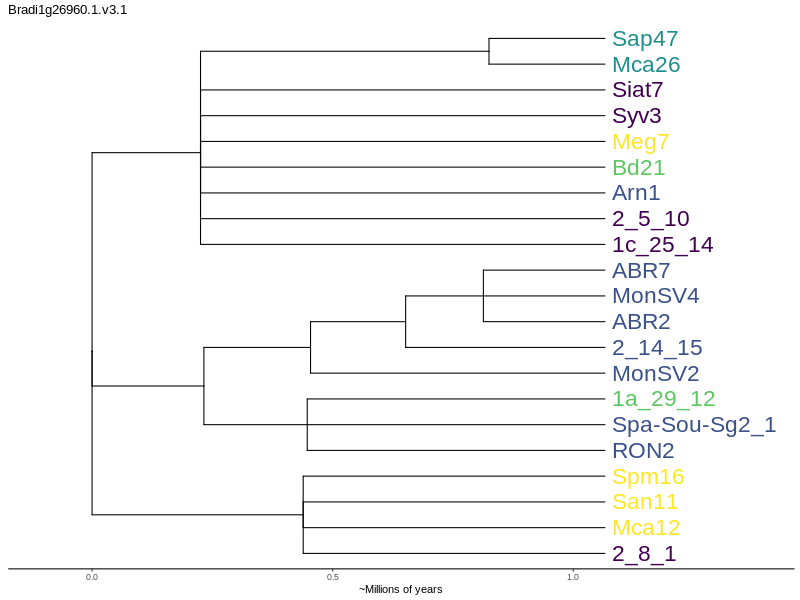 Bradi1g26960.1.v3.1
Sap47
Mca26
Siat7
Syv3
Meg7
Bd21
Arn1
2_5_10
1c_25_14
ABR7
MonSV4
ABR2
2_14_15
MonSV2
1a_29_12
Spa-Sou-Sg2_1
RON2
Spm16
San11
Mca12
2_8_1
0.0 0.5 1.0
~Millions of years